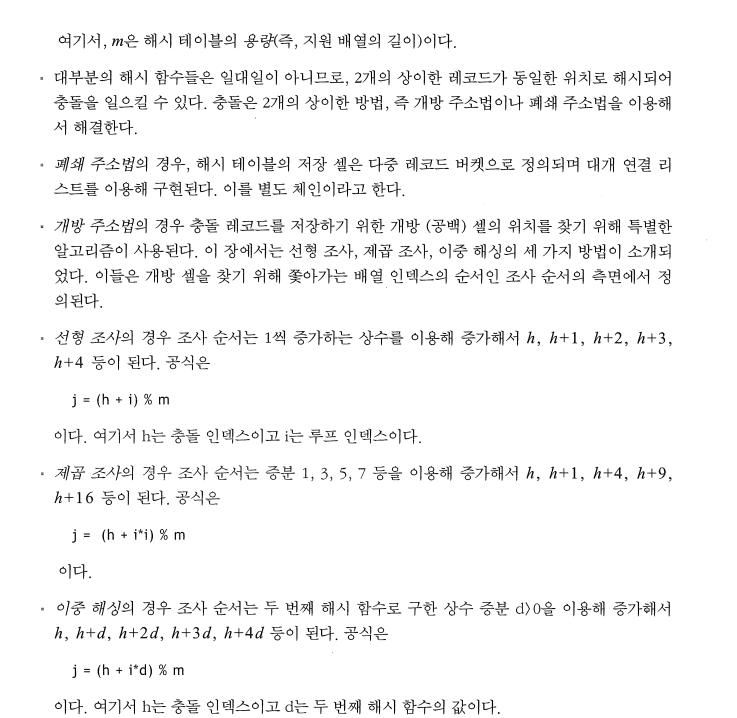 여기서, m은 해시 테이블의 용량(즉, 지원 배열의 길이)이다.
▪ 대부분의 해시 함수들은 일대일이 아니므로, 2개의 상이한 레코드가 동일한 위치로 해시되어
충돌을 일으킬 수 있다. 충돌은 2개의 상이한 방법, 즉 개방 주소법이나 폐쇄 주소법을 이용해
서 해결한다.
▪ 폐쇄 주소법의 경우, 해시 테이블의 저장 셀은 다중 레코드 버켓으로 정의되며 대개 연결 리
스트를 이용해 구현된다. 이를 별도 체인이라고 한다.
▪ 개방 주소법의 경우 충돌 레코드를 저장하기 위한 개방 (공백) 셀의 위치를 찾기 위해 특별한
알고리즘이 사용된다. 이 장에서는 선형 조사, 제곱 조사, 이중 해싱의 세 가지 방법이 소개되
었다. 이들은 개방 셀을 찾기 위해 쫓아가는 배열 인덱스의 순서인 조사 순서의 측면에서 정
의된다.
▪ 선형 조사의 경우 조사 순서는 1씩 증가하는 상수를 이용해 증가해서 h, h+1, h+2, h+3,
h+4 등이 된다. 공식은
j = (h + i) % m
이다. 여기서 h는 충돌 인덱스이고 i는 루프 인덱스이다.
▪ 제곱 조사의 경우 조사 순서는 증분 1, 3, 5, 7 등을 이용해 증가해서 h, h+1, h+4, h+9,
h+16 등이 된다. 공식은
j = (h + i*i) % m
이다.
▪ 이중 해싱의 경우 조사 순서는 두 번째 해시 함수로 구한 상수 증분 d>0을 이용해 증가해서
h, h+d, h+2d, h+3d, h+4d 등이 된다. 공식은
j = (h + i*d) % m
이다. 여기서 h는 충돌 인덱스이고 d는 두 번째 해시 함수의 값이다.